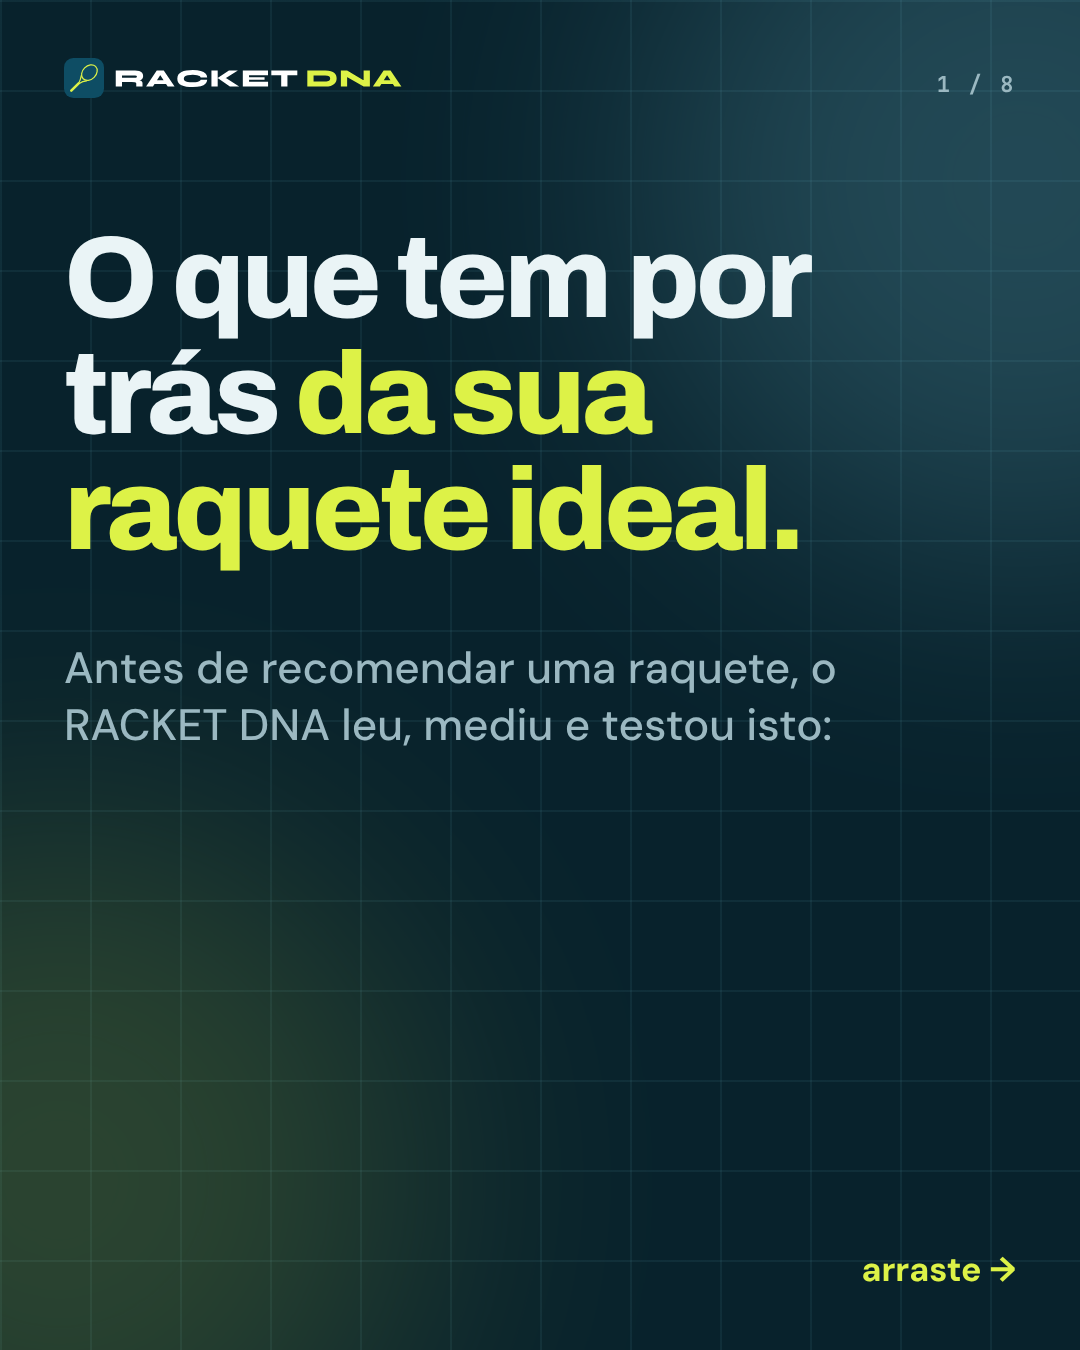 RACKET DNA
1 / 8
O que tem por
trás da sua
raquete ideal.
Antes de recomendar uma raquete, o
RACKET DNA leu, mediu e testou isto:
arraste →